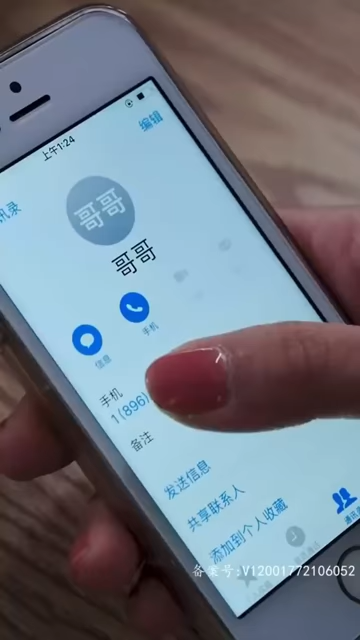 上午1:24
讯录
编辑
哥哥
哥哥
信息
手机
手机
1 (896)
备注
发送信息
共享联系人
添加到个人收藏
备案号:V12001772106052